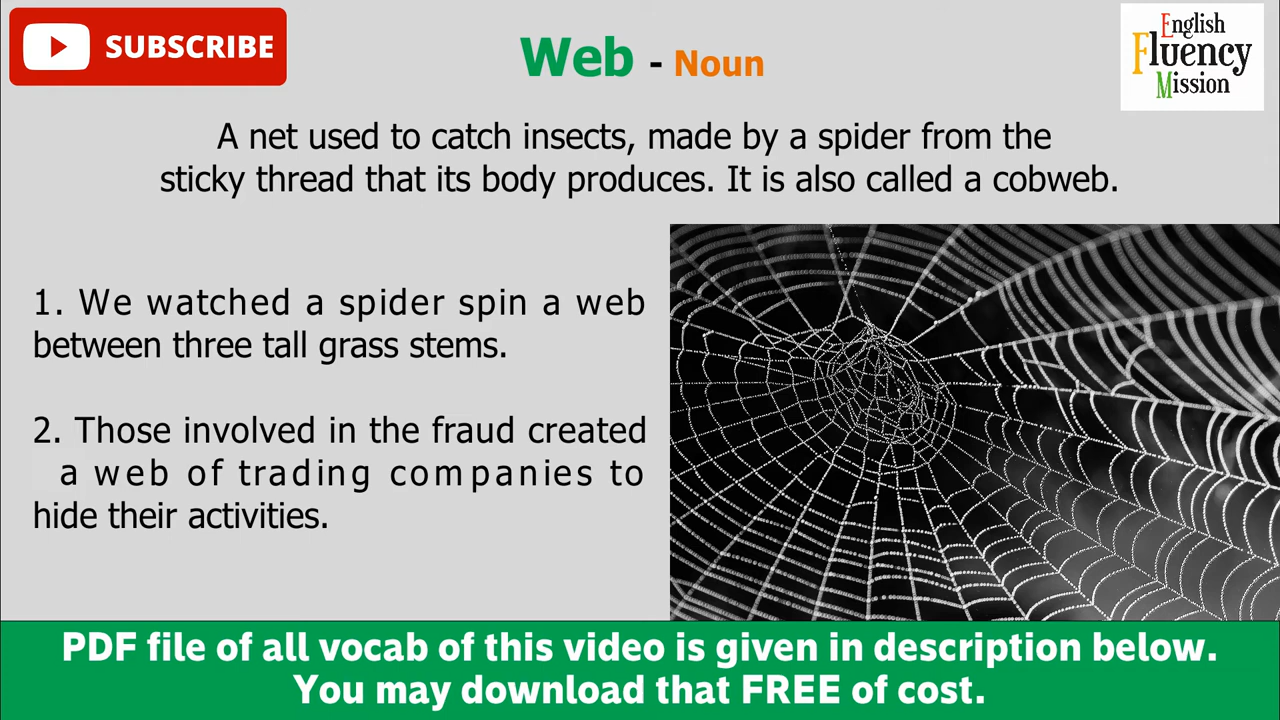 SUBSCRIBE
Web - Noun
English
Fluency
Mission
A net used to catch insects, made by a spider from the
sticky thread that its body produces. It is also called a cobweb.
1. We watched a spider spin a web
between three tall grass stems.
2. Those involved in the fraud created
a web of trading companies to
hide their activities.
PDF file of all vocab of this video is given in description below.
You may download that FREE of cost.